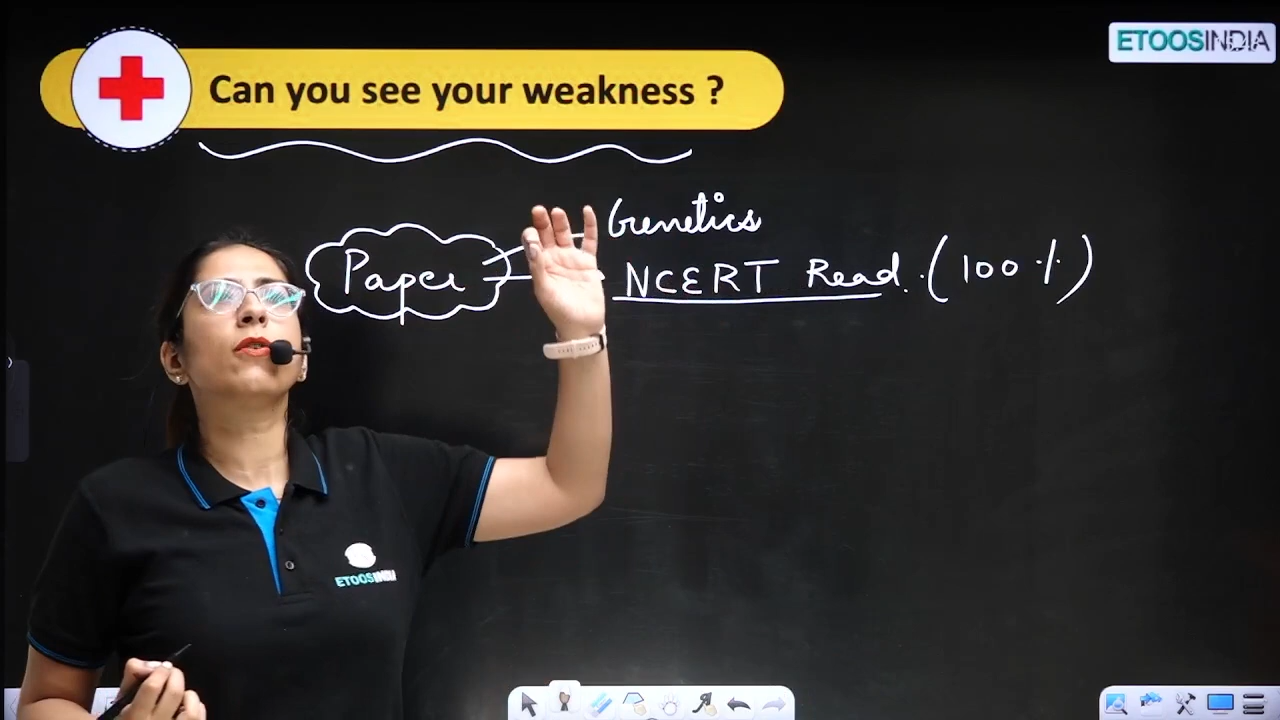 ETOOSINDIA
Can you see your weakness ?
Genetics
Paper
NCERT Read. (100 %)
ETOOSINDIA